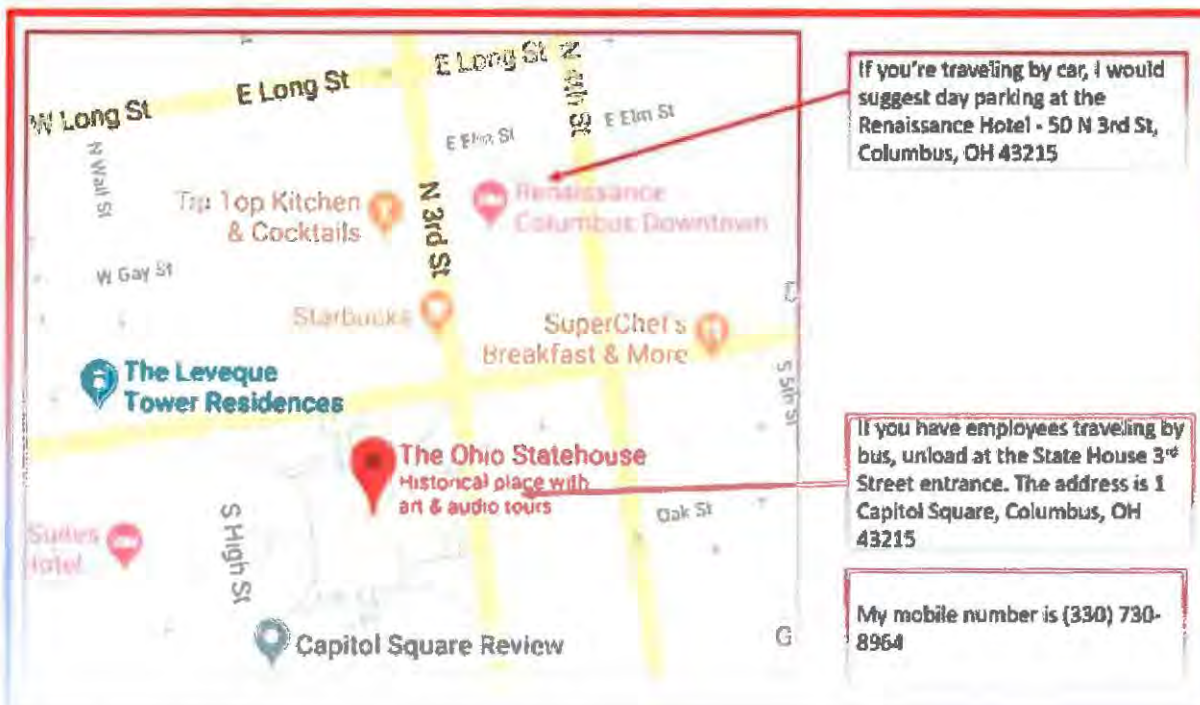 E Long St
N 4th St
E Long St
W Long St
E Elm St
E Elm St
N Wall St
Tip Top Kitchen
& Cocktails
N 3rd St
Renaissance
Columbus Downtown
W Gay St
Starbucks
SuperChef's
Breakfast & More
The Leveque
Tower Residences
S 5th St
The Ohio Statehouse
Historical place with
art & audio tours
Oak St
S High St
Suites
Hotel
Capitol Square Review
G
If you're traveling by car, I would
suggest day parking at the
Renaissance Hotel - 50 N 3rd St,
Columbus, OH 43215
If you have employees traveling by
bus, unload at the State House 3rd
Street entrance. The address is 1
Capitol Square, Columbus, OH
43215
My mobile number is (330) 730-
8964